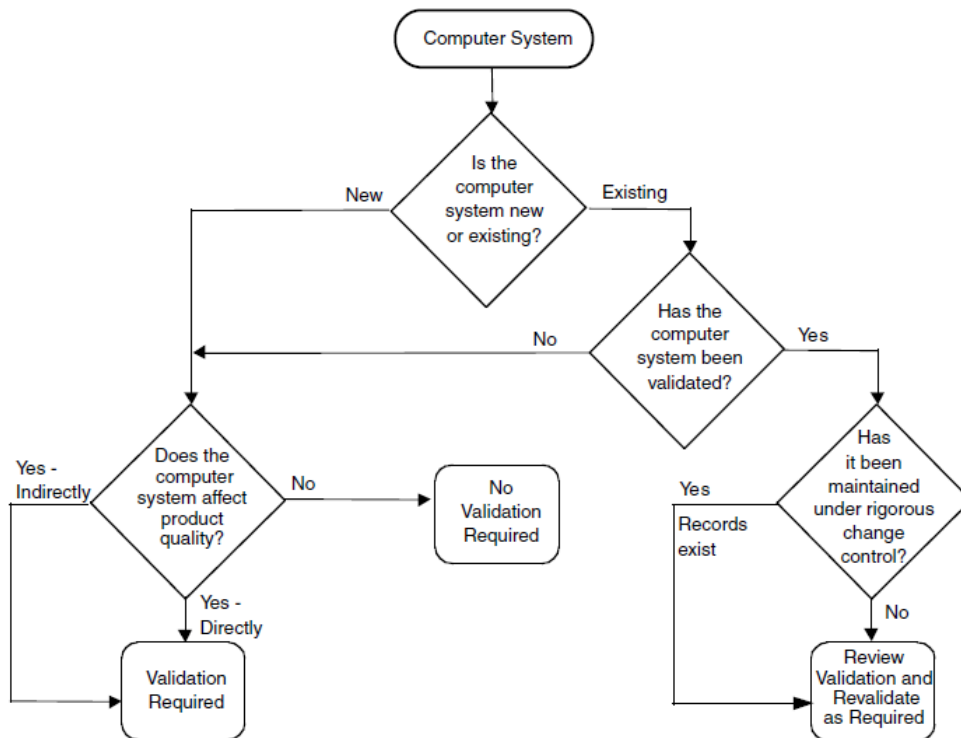 Computer System
Is the
computer
system new
or existing?
New
Existing
Has the
computer
system been
validated?
No
Yes
Does the
computer
system affect
product
quality?
Yes -
Indirectly
No
No
Validation
Required
Has
it been
maintained
under rigorous
change
control?
Yes
Records
exist
Yes -
Directly
No
Validation
Required
Review
Validation and
Revalidate
as Required